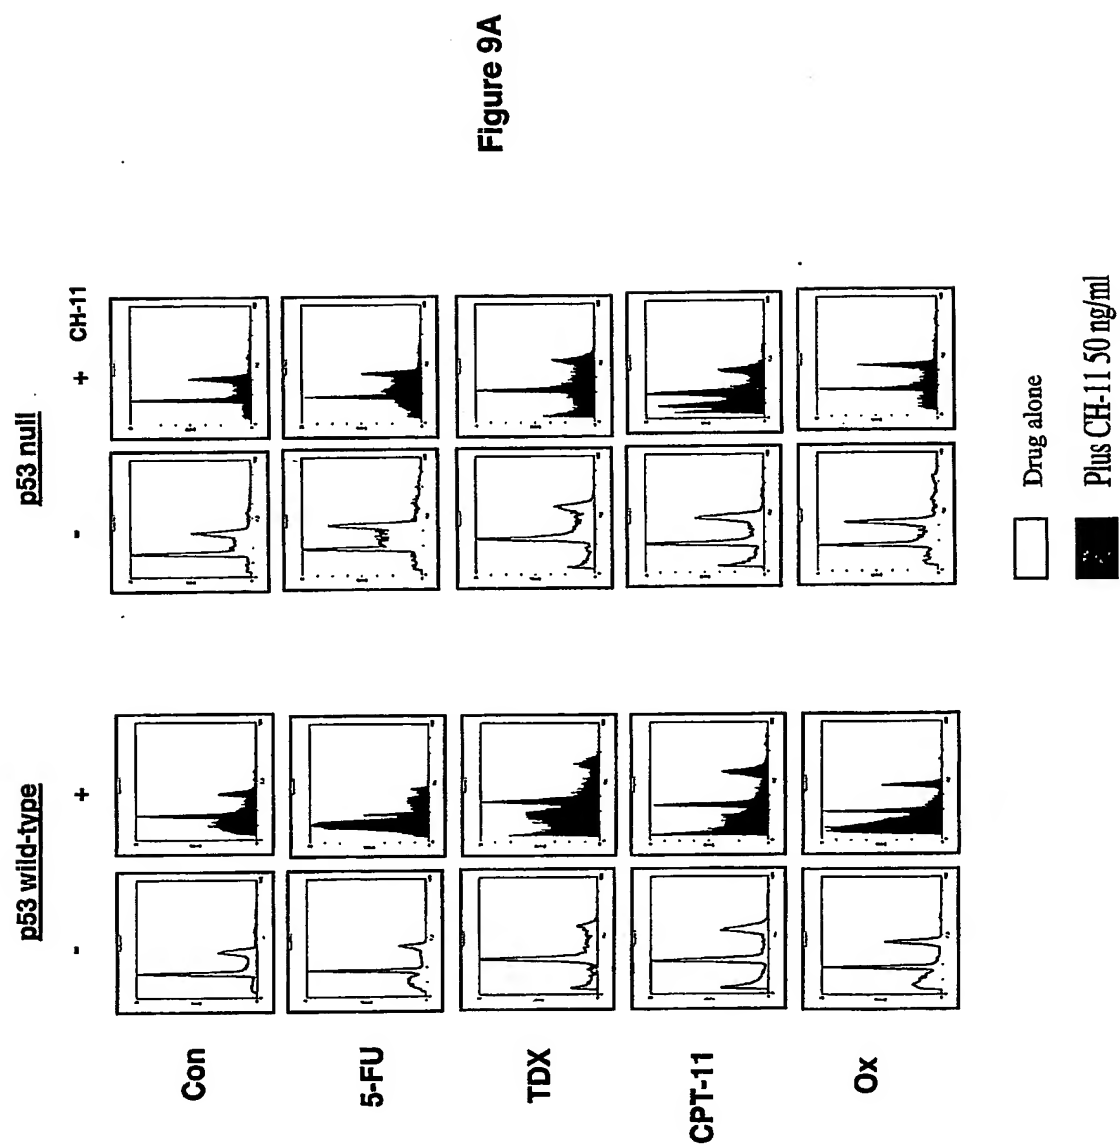 Figure 9A
p53 wild-type
p53 null
- + - + CH-11
Con
5-FU
TDX
CPT-11
Ox
Drug alone
Plus CH-11 50 ng/ml